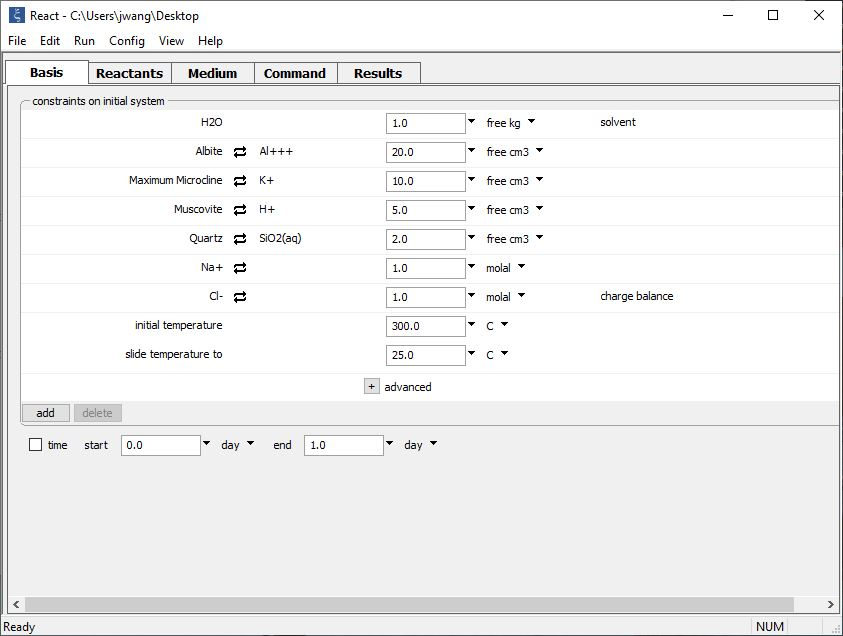 React - C:\Users\jwang\Desktop
File Edit Run Config View Help
Basis Reactants Medium Command Results
constraints on initial system
H2O 1.0 free kg solvent
Albite Al+++ 20.0 free cm3
Maximum Microcline K+ 10.0 free cm3
Muscovite H+ 5.0 free cm3
Quartz SiO2(aq) 2.0 free cm3
Na+ 1.0 molal
Cl- 1.0 molal charge balance
initial temperature 300.0 C
slide temperature to 25.0 C
+ advanced
add delete
time start 0.0 day end 1.0 day
Ready NUM